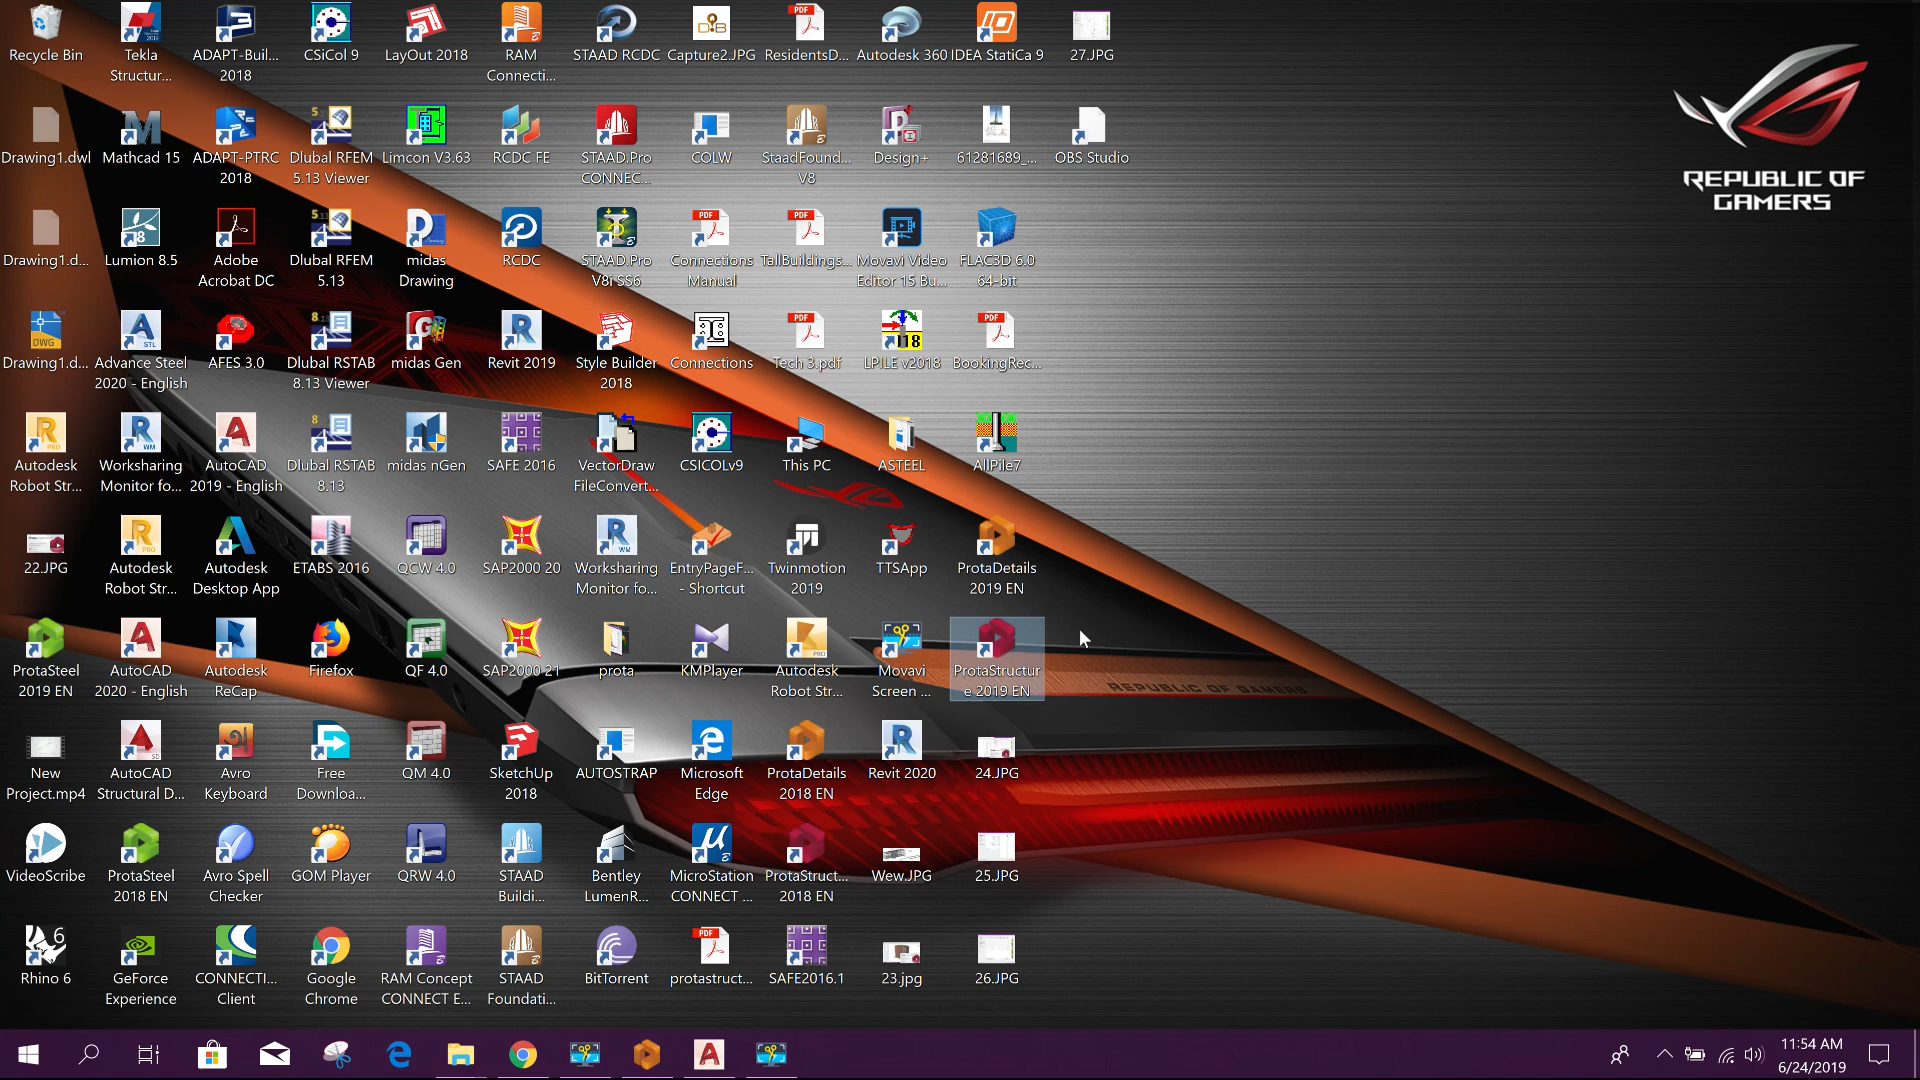 Recycle Bin
Tekla
Structur...
ADAPT-Buil...
2018
CSiCol 9
LayOut 2018
RAM
Connecti...
STAAD RCDC
Capture2.JPG
ResidentsD...
Autodesk 360
IDEA StatiCa 9
27.JPG
REPUBLIC OF
GAMERS
Drawing1.dwl
Mathcad 15
ADAPT-PTRC
2018
Dlubal RFEM
5.13 Viewer
Limcon V3.63
RCDC FE
STAAD.Pro
CONNEC...
COLW
StaadFound...
V8
Design+
61281689_...
OBS Studio
Drawing1.d...
Lumion 8.5
Adobe
Acrobat DC
Dlubal RFEM
5.13
midas
Drawing
RCDC
STAAD.Pro
V8i SS6
Connections
Manual
TallBuildings...
Movavi Video
Editor 15 Bu...
FLAC3D 6.0
64-bit
Drawing1.d...
Advance Steel
2020 - English
AFES 3.0
Dlubal RSTAB
8.13 Viewer
midas Gen
Revit 2019
Style Builder
2018
Connections
Tech 3.pdf
LPILE v2018
BookingRec...
Autodesk
Robot Str...
Worksharing
Monitor fo...
AutoCAD
2019 - English
Dlubal RSTAB
8.13
midas nGen
SAFE 2016
VectorDraw
FileConvert...
CSICOLv9
This PC
ASTEEL
AllPile7
22.JPG
Autodesk
Robot Str...
Autodesk
Desktop App
ETABS 2016
QCW 4.0
SAP2000 20
Worksharing
Monitor fo...
EntryPageF...
- Shortcut
Twinmotion
2019
TTSApp
ProtaDetails
2019 EN
ProtaSteel
2019 EN
AutoCAD
2020 - English
Autodesk
ReCap
Firefox
QF 4.0
SAP2000 21
prota
KMPlayer
Autodesk
Robot Str...
Movavi
Screen ...
ProtaStructur
e 2019 EN
REPUBLIC OF GAMERS
New
Project.mp4
AutoCAD
Structural D...
Avro
Keyboard
Free
Downloa...
QM 4.0
SketchUp
2018
AUTOSTRAP
Microsoft
Edge
ProtaDetails
2018 EN
Revit 2020
24.JPG
VideoScribe
ProtaSteel
2018 EN
Avro Spell
Checker
GOM Player
QRW 4.0
STAAD
Buildi...
Bentley
LumenR...
MicroStation
CONNECT ...
ProtaStruct...
2018 EN
Wew.JPG
25.JPG
Rhino 6
GeForce
Experience
CONNECTI...
Client
Google
Chrome
RAM Concept
CONNECT E...
STAAD
Foundati...
BitTorrent
protastruct...
SAFE2016.1
23.jpg
26.JPG
11:54 AM
6/24/2019